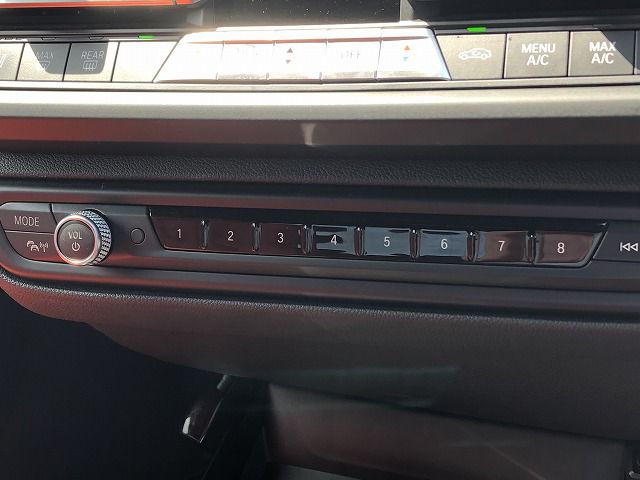 MAX
REAR
OFF
MENU
A/C
MAX
A/C
MODE
VOL
1 2 3 4 5 6 7 8